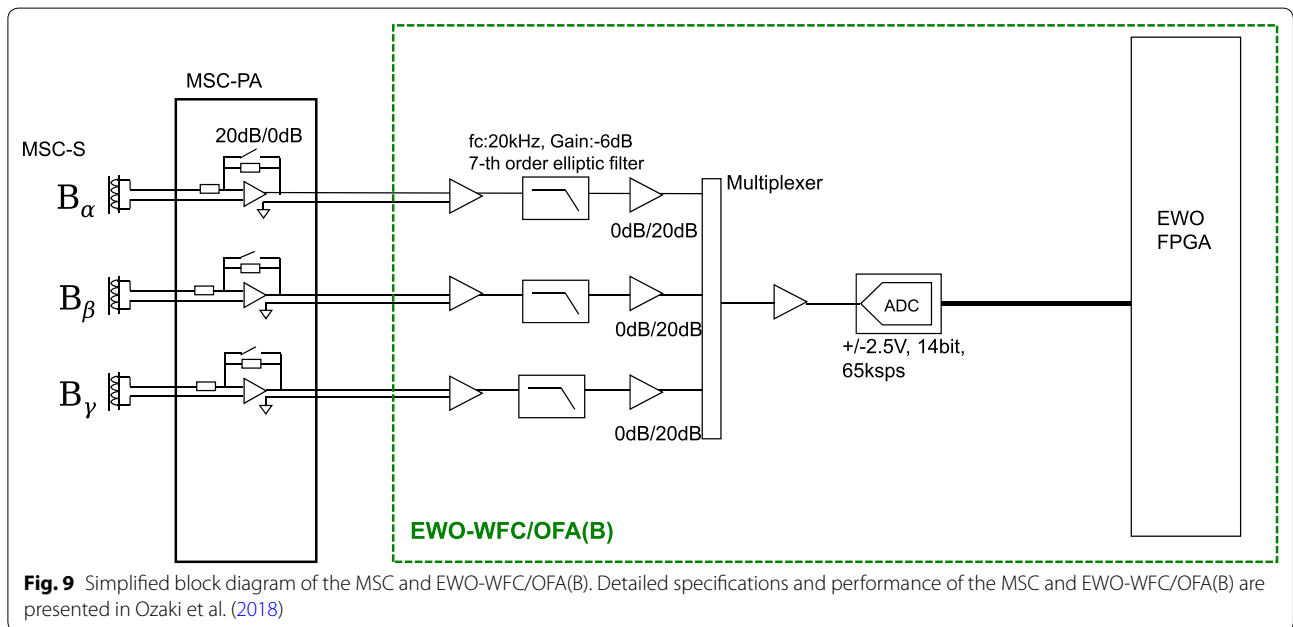 MSC-PA
20dB/0dB
MSC-S
fc:20kHz, Gain:-6dB
7-th order elliptic filter
Multiplexer
Bα
0dB/20dB
EWO
FPGA
Bβ
ADC
0dB/20dB
+/-2.5V, 14bit,
65ksps
Bγ
0dB/20dB
EWO-WFC/OFA(B)
Fig. 9 Simplified block diagram of the MSC and EWO-WFC/OFA(B). Detailed specifications and performance of the MSC and EWO-WFC/OFA(B) are
presented in Ozaki et al. (2018)